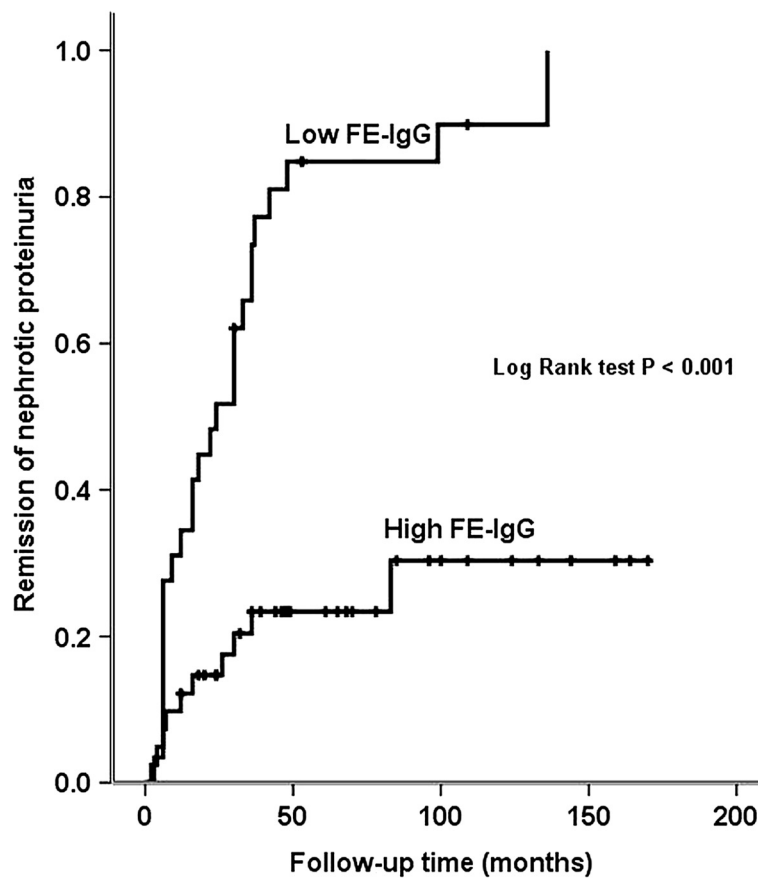 1.0
Low FE-IgG
0.8
Remission of nephrotic proteinuria
0.6
Log Rank test P < 0.001
0.4
High FE-IgG
0.2
0.0
0 50 100 150 200
Follow-up time (months)